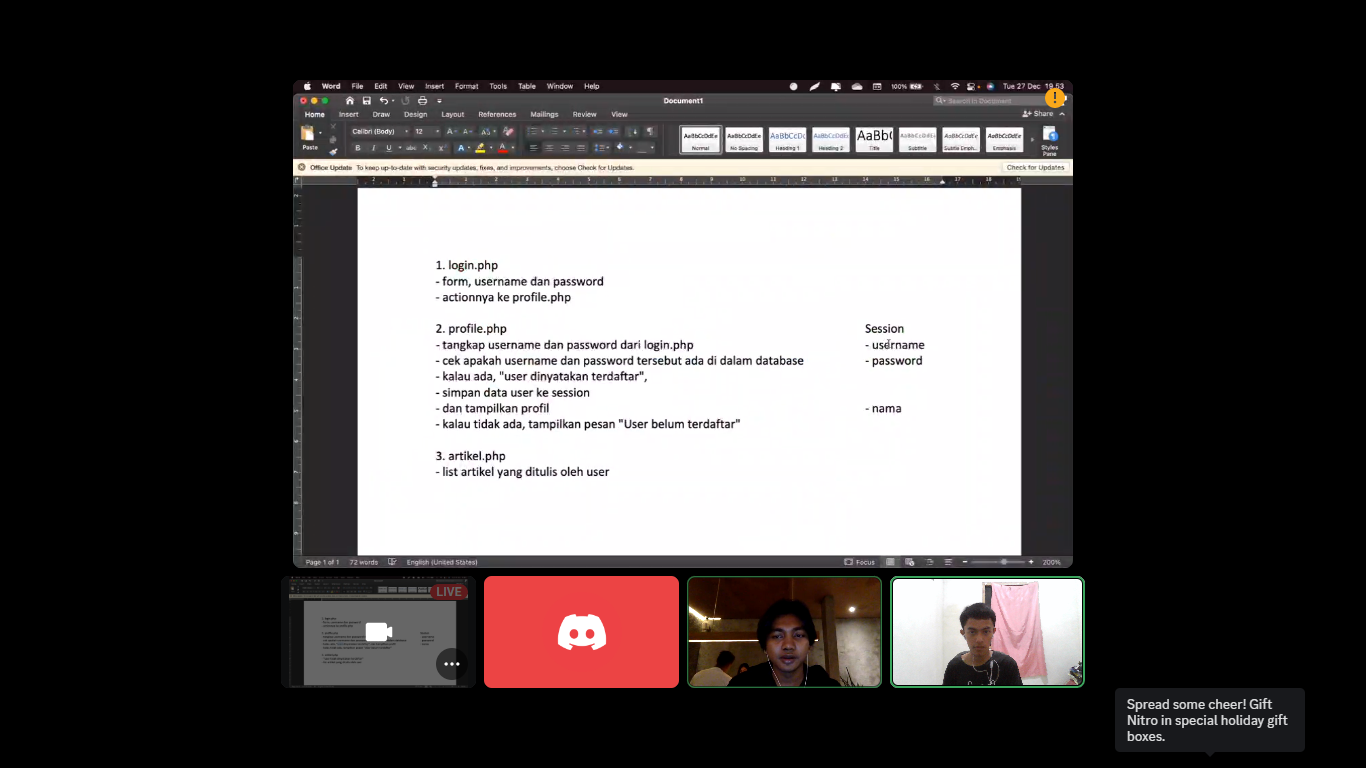 Word File Edit View Insert Format Tools Table Window Help 100% Tue 27 Dec 19.53
Document1
Search in Document
Home Insert Draw Design Layout References Mailings Review View
Share
Paste
Calibri (Body) 12
AaBbCcDdEe AaBbCcDdEe AaBbCcDc AaBbCcDdEe AaBb( AaBbCcDdEe AaBbCcDdEe AaBbCcDdEe
Normal No Spacing Heading 1 Heading 2 Title Subtitle Subtle Emph... Emphasis
Styles Pane
Office Update To keep up-to-date with security updates, fixes, and improvements, choose Check for Updates.
Check for Updates
1. login.php
- form, username dan password
- actionnya ke profile.php
2. profile.php
- tangkap username dan password dari login.php
- cek apakah username dan password tersebut ada di dalam database
- kalau ada, "user dinyatakan terdaftar",
- simpan data user ke session
- dan tampilkan profil
- kalau tidak ada, tampilkan pesan "User belum terdaftar"
3. artikel.php
- list artikel yang ditulis oleh user
Session
- username
- password
- nama
Page 1 of 1 72 words English (United States) Focus 200%
LIVE
Spread some cheer! Gift
Nitro in special holiday gift
boxes.